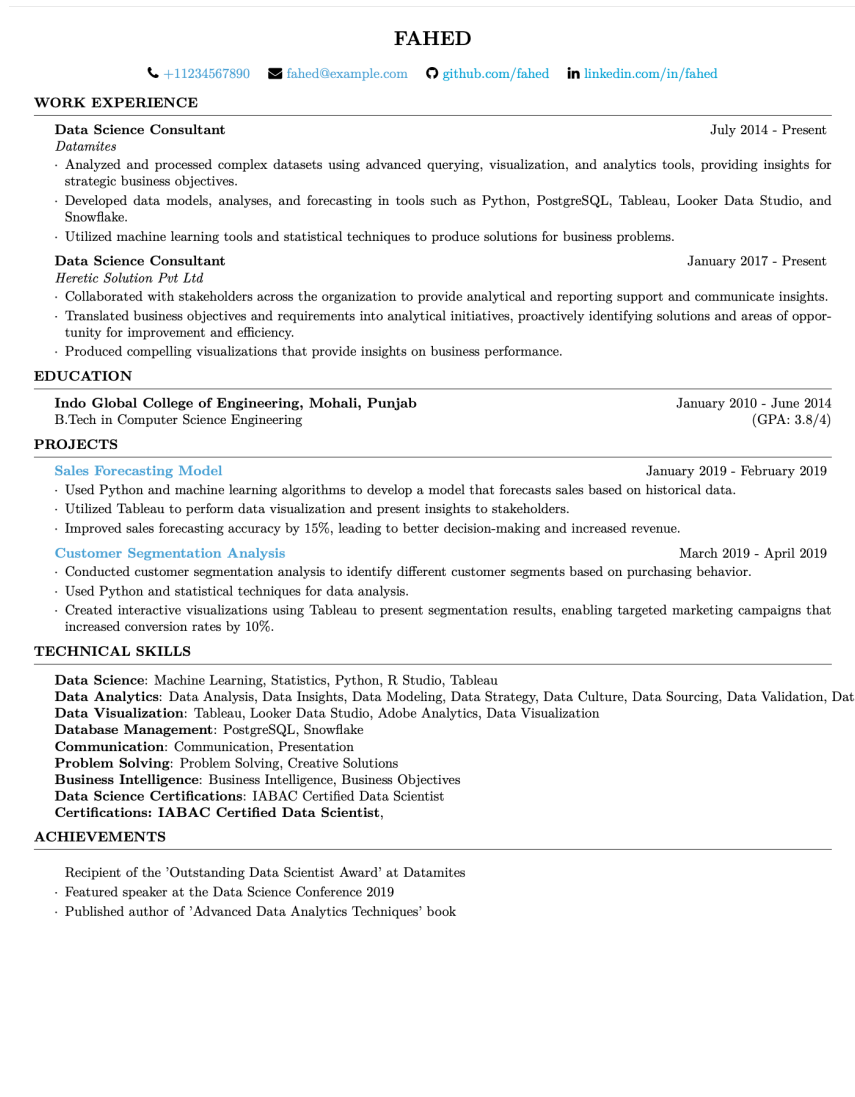 FAHED
+11234567890 fahed@example.com github.com/fahed linkedin.com/in/fahed
WORK EXPERIENCE
Data Science Consultant July 2014 - Present
Datamites
· Analyzed and processed complex datasets using advanced querying, visualization, and analytics tools, providing insights for
strategic business objectives.
· Developed data models, analyses, and forecasting in tools such as Python, PostgreSQL, Tableau, Looker Data Studio, and
Snowflake.
· Utilized machine learning tools and statistical techniques to produce solutions for business problems.
Data Science Consultant January 2017 - Present
Heretic Solution Pvt Ltd
· Collaborated with stakeholders across the organization to provide analytical and reporting support and communicate insights.
· Translated business objectives and requirements into analytical initiatives, proactively identifying solutions and areas of oppor-
tunity for improvement and efficiency.
· Produced compelling visualizations that provide insights on business performance.
EDUCATION
Indo Global College of Engineering, Mohali, Punjab January 2010 - June 2014
B.Tech in Computer Science Engineering (GPA: 3.8/4)
PROJECTS
Sales Forecasting Model January 2019 - February 2019
· Used Python and machine learning algorithms to develop a model that forecasts sales based on historical data.
· Utilized Tableau to perform data visualization and present insights to stakeholders.
· Improved sales forecasting accuracy by 15%, leading to better decision-making and increased revenue.
Customer Segmentation Analysis March 2019 - April 2019
· Conducted customer segmentation analysis to identify different customer segments based on purchasing behavior.
· Used Python and statistical techniques for data analysis.
· Created interactive visualizations using Tableau to present segmentation results, enabling targeted marketing campaigns that
increased conversion rates by 10%.
TECHNICAL SKILLS
Data Science: Machine Learning, Statistics, Python, R Studio, Tableau
Data Analytics: Data Analysis, Data Insights, Data Modeling, Data Strategy, Data Culture, Data Sourcing, Data Validation, Dat
Data Visualization: Tableau, Looker Data Studio, Adobe Analytics, Data Visualization
Database Management: PostgreSQL, Snowflake
Communication: Communication, Presentation
Problem Solving: Problem Solving, Creative Solutions
Business Intelligence: Business Intelligence, Business Objectives
Data Science Certifications: IABAC Certified Data Scientist
Certifications: IABAC Certified Data Scientist,
ACHIEVEMENTS
Recipient of the 'Outstanding Data Scientist Award' at Datamites
· Featured speaker at the Data Science Conference 2019
· Published author of 'Advanced Data Analytics Techniques' book